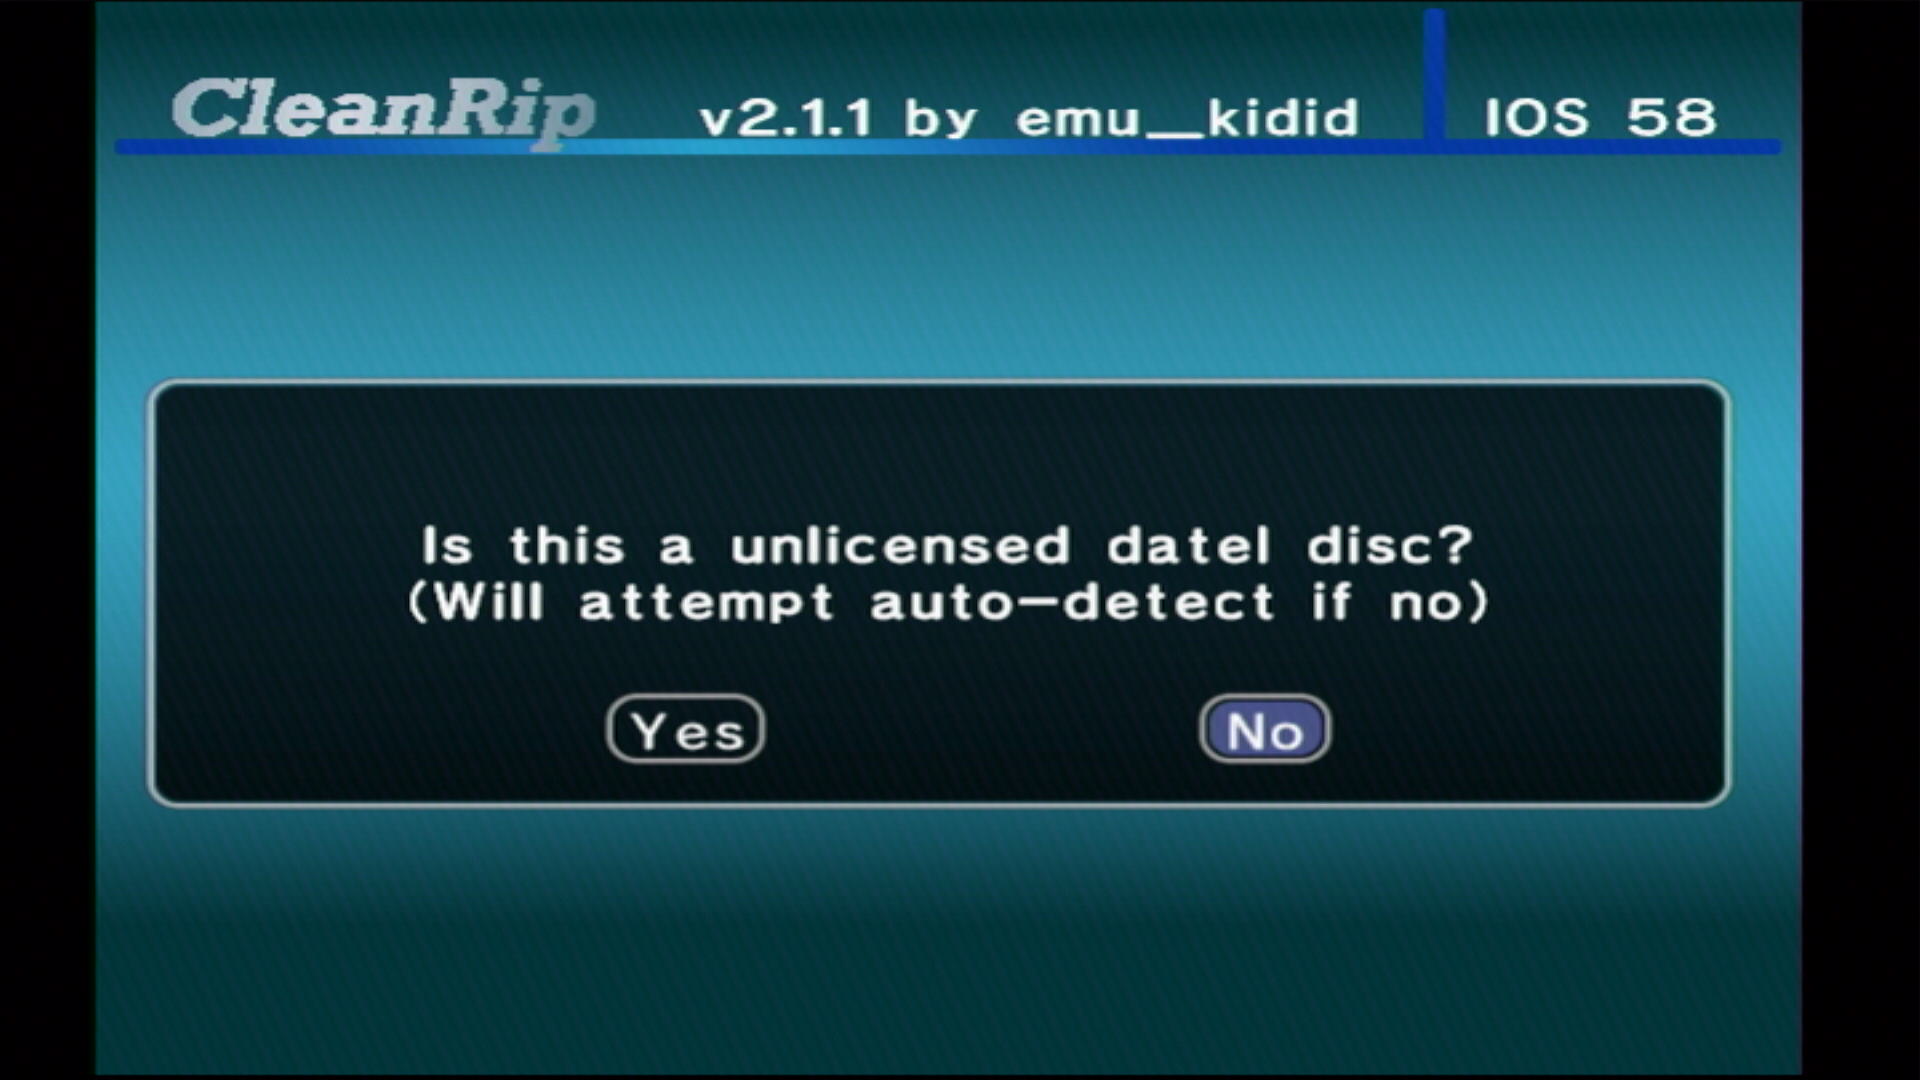 CleanRip v2.1.1 by emu_kidid IOS 58
Is this a unlicensed datel disc?
(Will attempt auto-detect if no)
Yes No